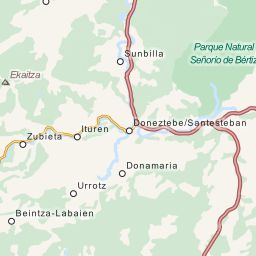 Sunbilla
Parque Natural
Señorío de Bértiz
Ekaitza
Doneztebe/Santesteban
Ituren
Zubieta
Donamaria
Urrotz
Beintza-Labaien